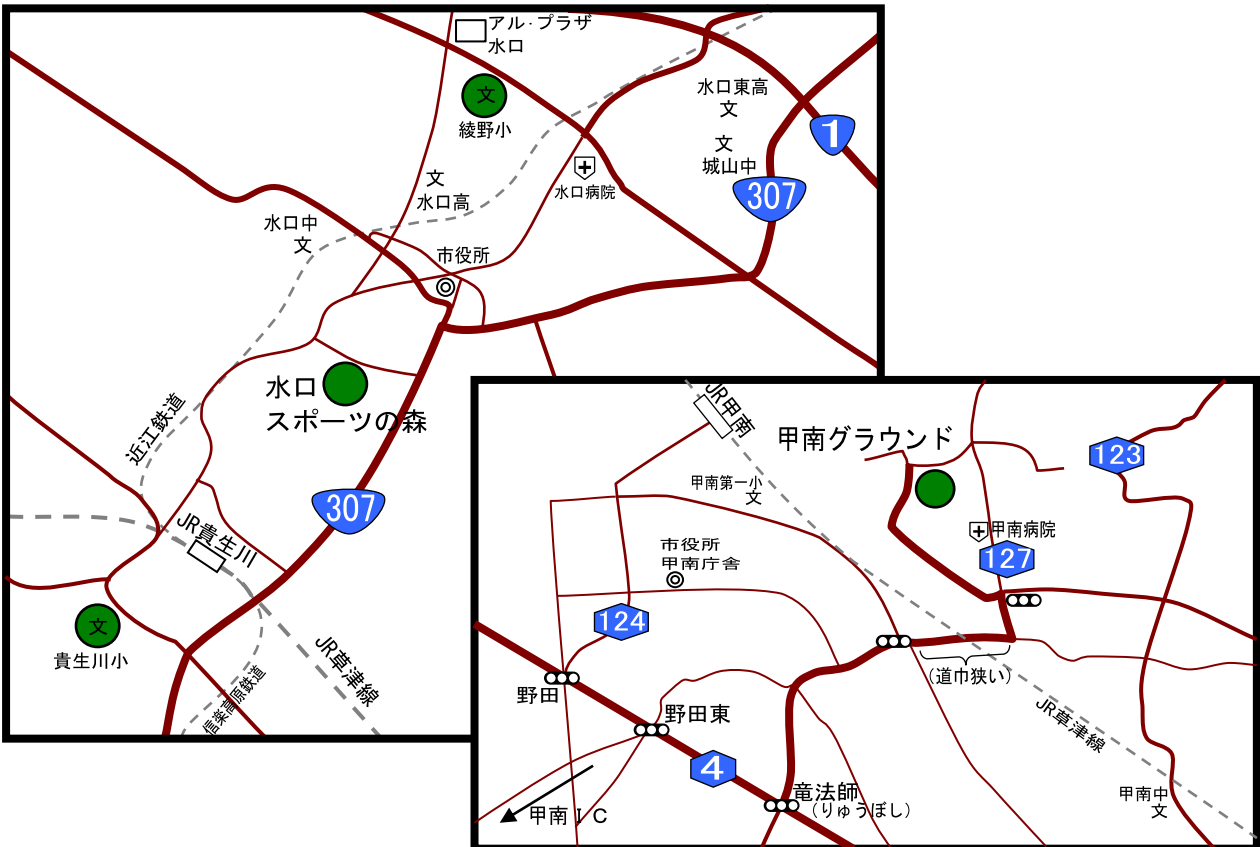 アル・プラザ
水口
文
綾野小
水口東高
文
文
城山中
1
307
水口病院
文
水口高
水口中
文
市役所
水口
スポーツの森
近江鉄道
307
JR貴生川
文
貴生川小
JR草津線
信楽高原鉄道
JR甲南
甲南グラウンド
123
甲南第一小
文
甲南病院
127
市役所
甲南庁舎
124
(道巾狭い)
野田
野田東
JR草津線
4
竜法師
(りゅうぼし)
甲南IC
甲南中
文